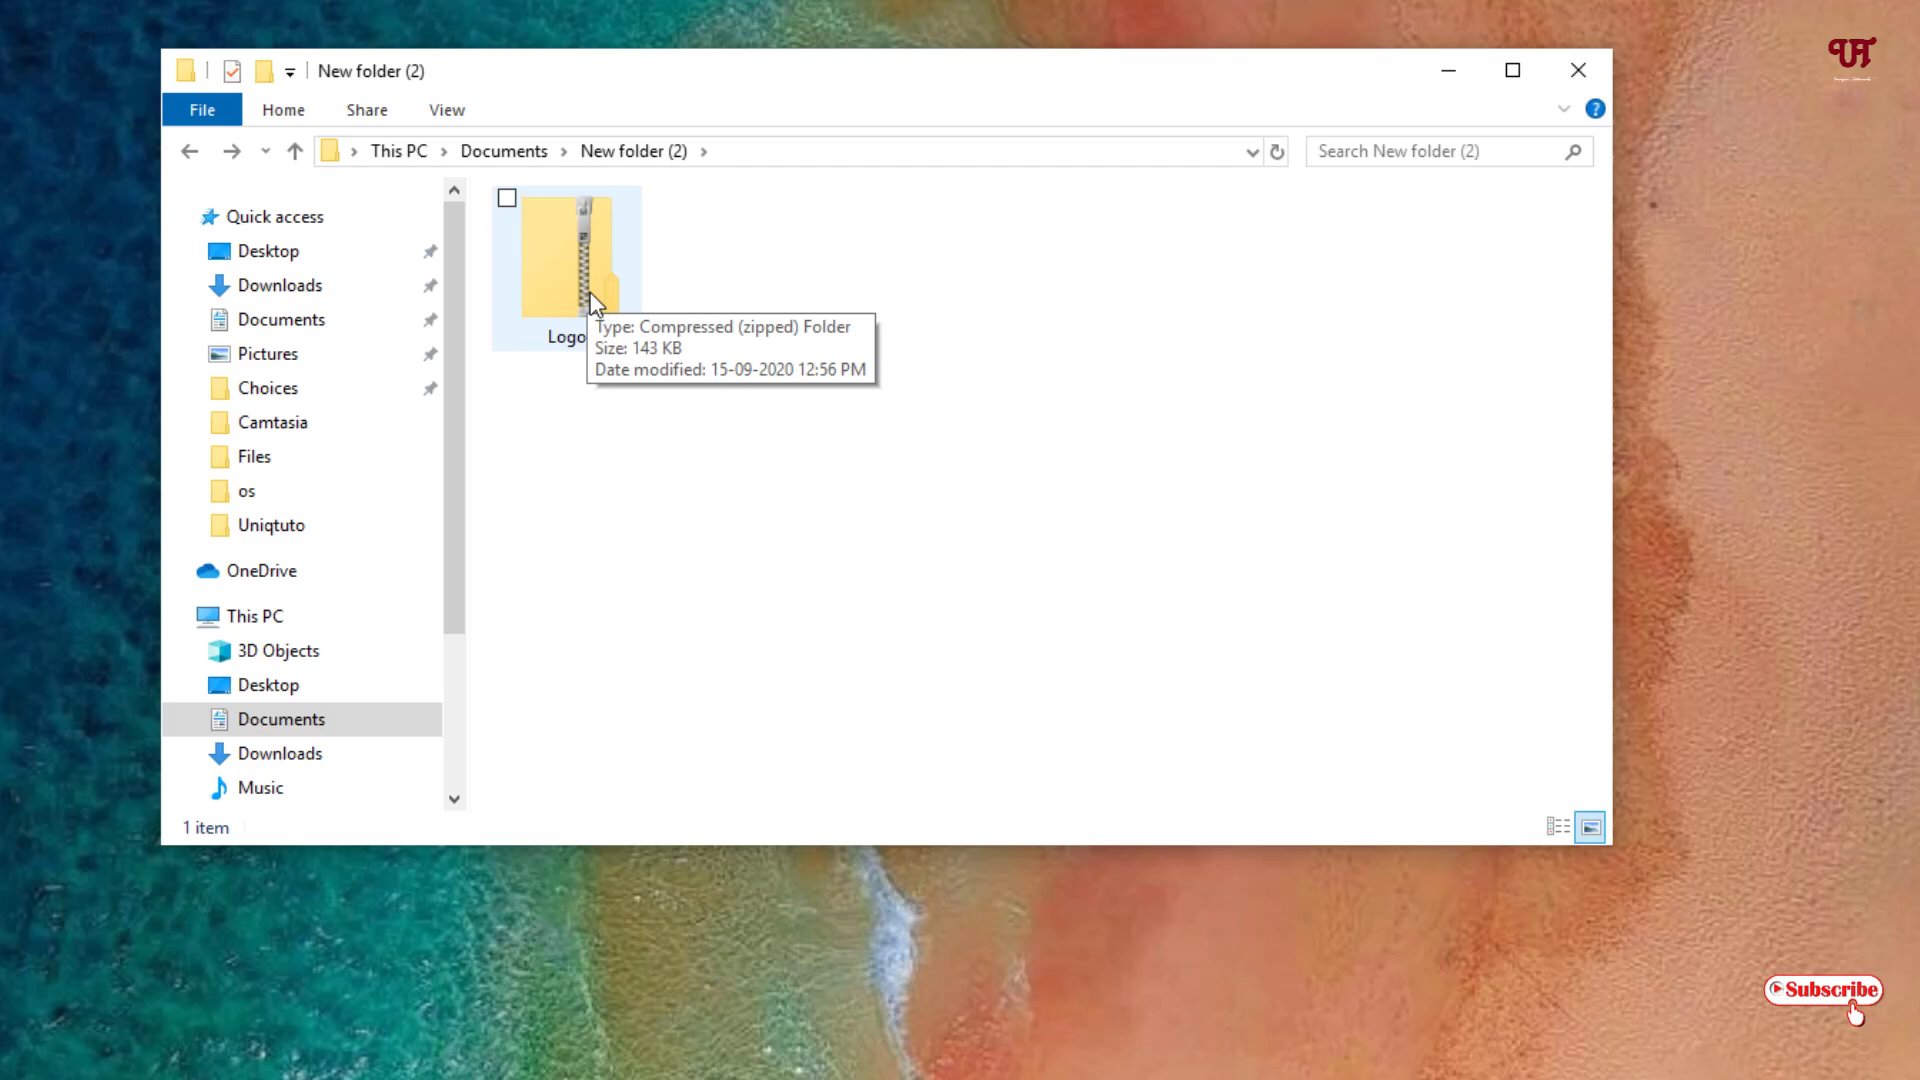 New folder (2)
File Home Share View
This PC Documents New folder (2)
Search New folder (2)
Quick access
Desktop
Downloads
Documents
Pictures
Choices
Camtasia
Files
os
Uniqtuto
OneDrive
This PC
3D Objects
Desktop
Documents
Downloads
Music
Logo
Type: Compressed (zipped) Folder
Size: 143 KB
Date modified: 15-09-2020 12:56 PM
1 item
UT
Subscribe